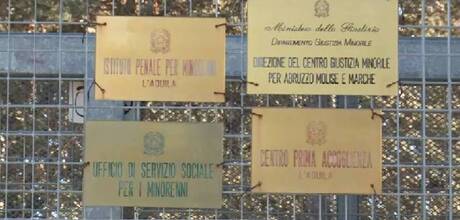 ISTITUTO PENALE PER MINORENNI
L'AQUILA
Ministero della Giustizia
DIPARTIMENTO GIUSTIZIA MINORILE
DIREZIONE DEL CENTRO GIUSTIZIA MINORILE
PER ABRUZZO MOLISE E MARCHE
UFFICIO DI SERVIZIO SOCIALE
PER I MINORENNI
CENTRO PRIMA ACCOGLIENZA
L'AQUILA